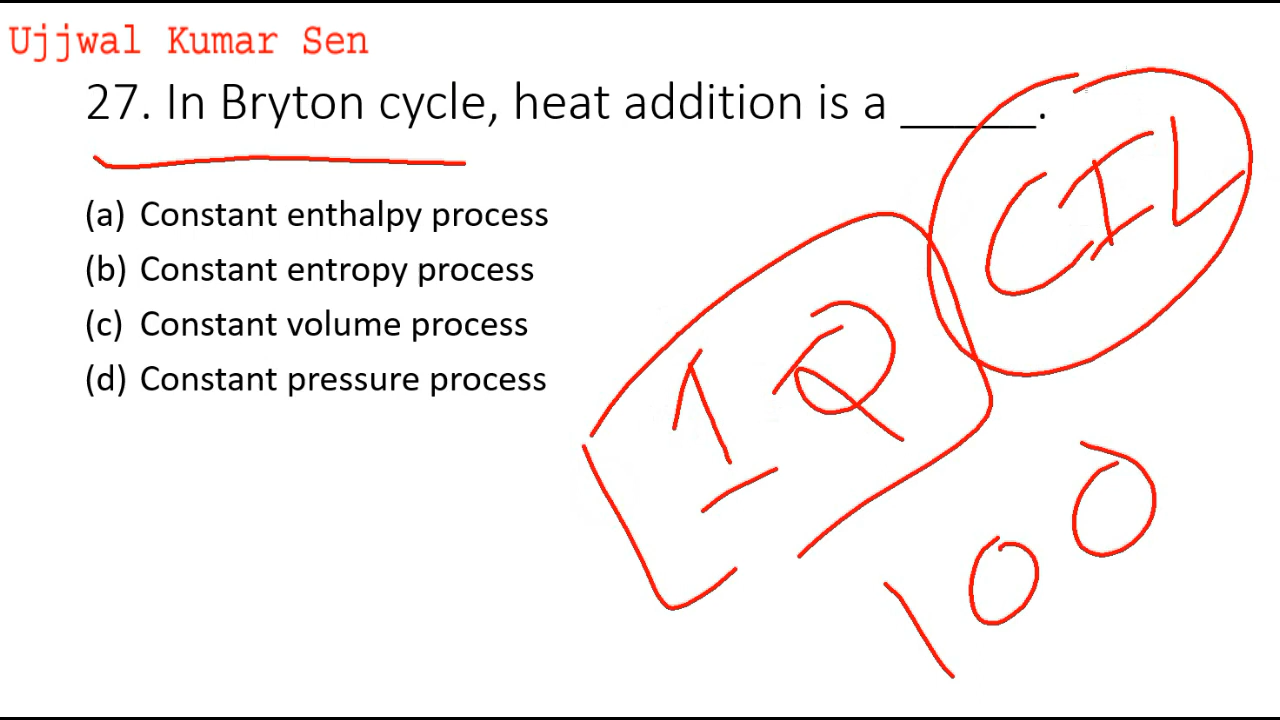 Ujjwal Kumar Sen
27. In Bryton cycle, heat addition is a ______.
(a) Constant enthalpy process
(b) Constant entropy process
(c) Constant volume process
(d) Constant pressure process
CIL
IQ
100